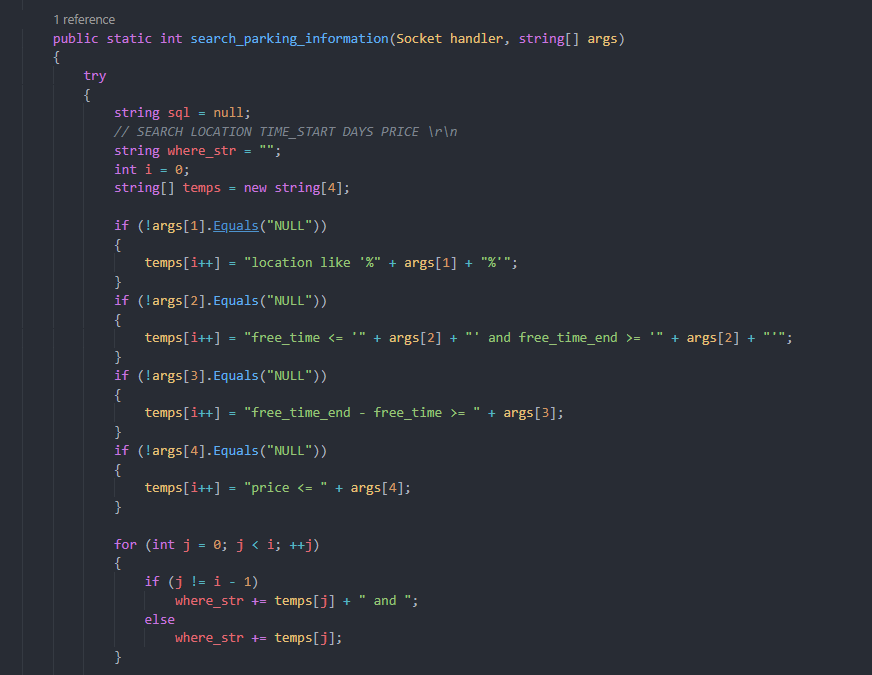 1 reference
public static int search_parking_information(Socket handler, string[] args)
{
    try
    {
        string sql = null;
        // SEARCH LOCATION TIME_START DAYS PRICE \r\n
        string where_str = "";
        int i = 0;
        string[] temps = new string[4];

        if (!args[1].Equals("NULL"))
        {
            temps[i++] = "location like '%" + args[1] + "%'";
        }
        if (!args[2].Equals("NULL"))
        {
            temps[i++] = "free_time <= '" + args[2] + "' and free_time_end >= '" + args[2] + "'";
        }
        if (!args[3].Equals("NULL"))
        {
            temps[i++] = "free_time_end - free_time >= " + args[3];
        }
        if (!args[4].Equals("NULL"))
        {
            temps[i++] = "price <= " + args[4];
        }

        for (int j = 0; j < i; ++j)
        {
            if (j != i - 1)
                where_str += temps[j] + " and ";
            else
                where_str += temps[j];
        }